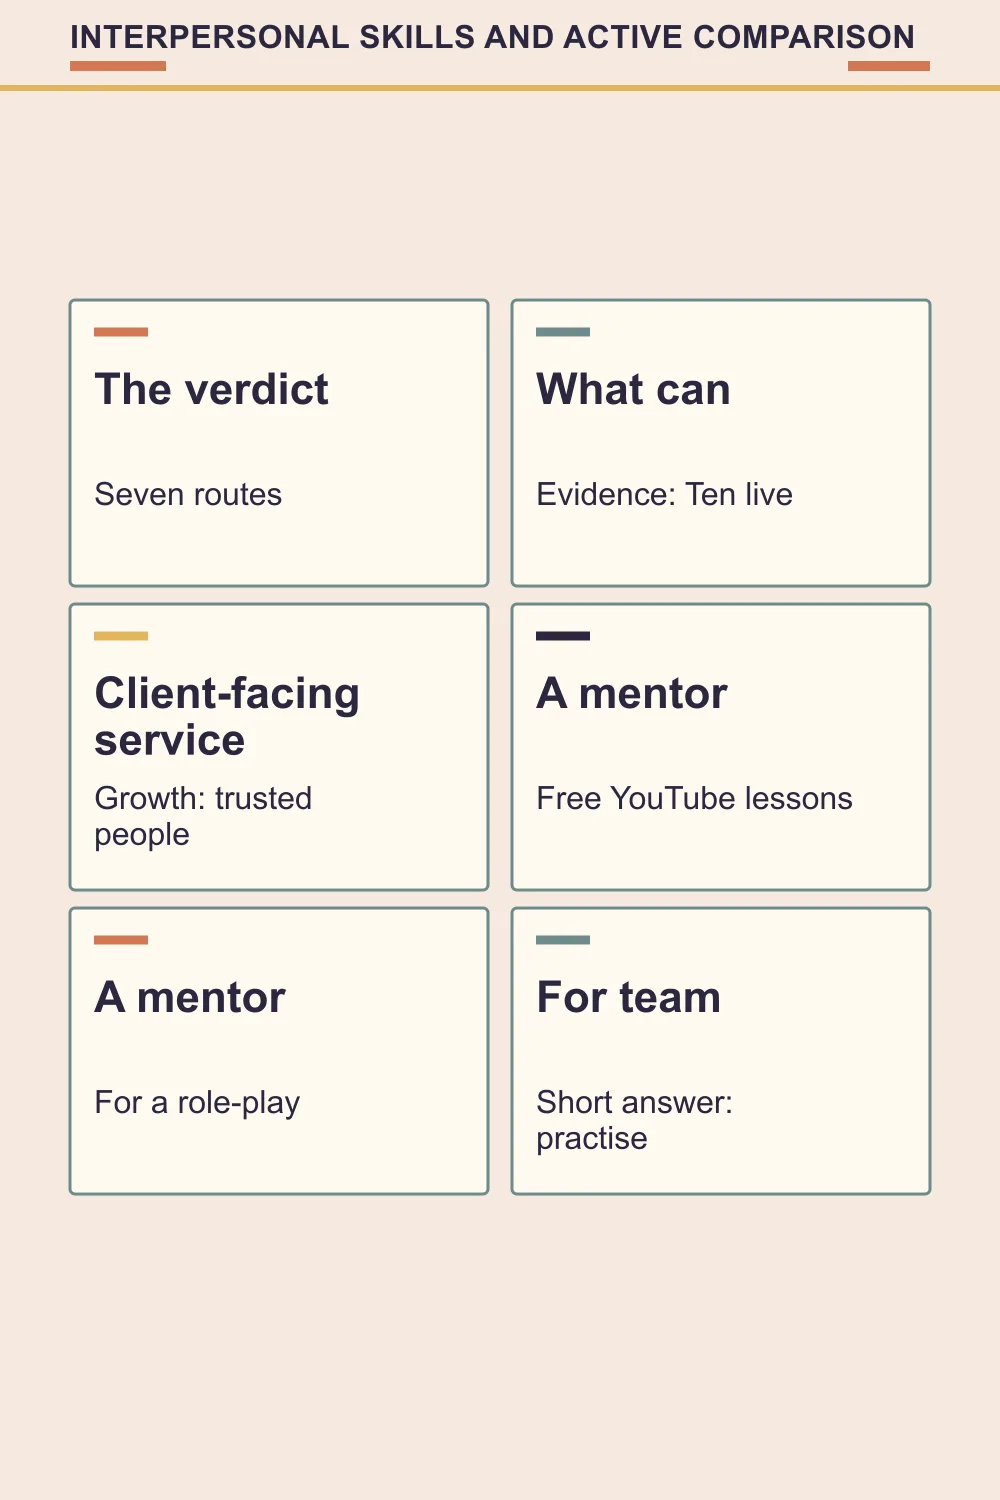 INTERPERSONAL SKILLS AND ACTIVE COMPARISON
The verdict
Seven routes
What can
Evidence: Ten live
Client-facing
service
Growth: trusted
people
A mentor
Free YouTube lessons
A mentor
For a role-play
For team
Short answer:
practise